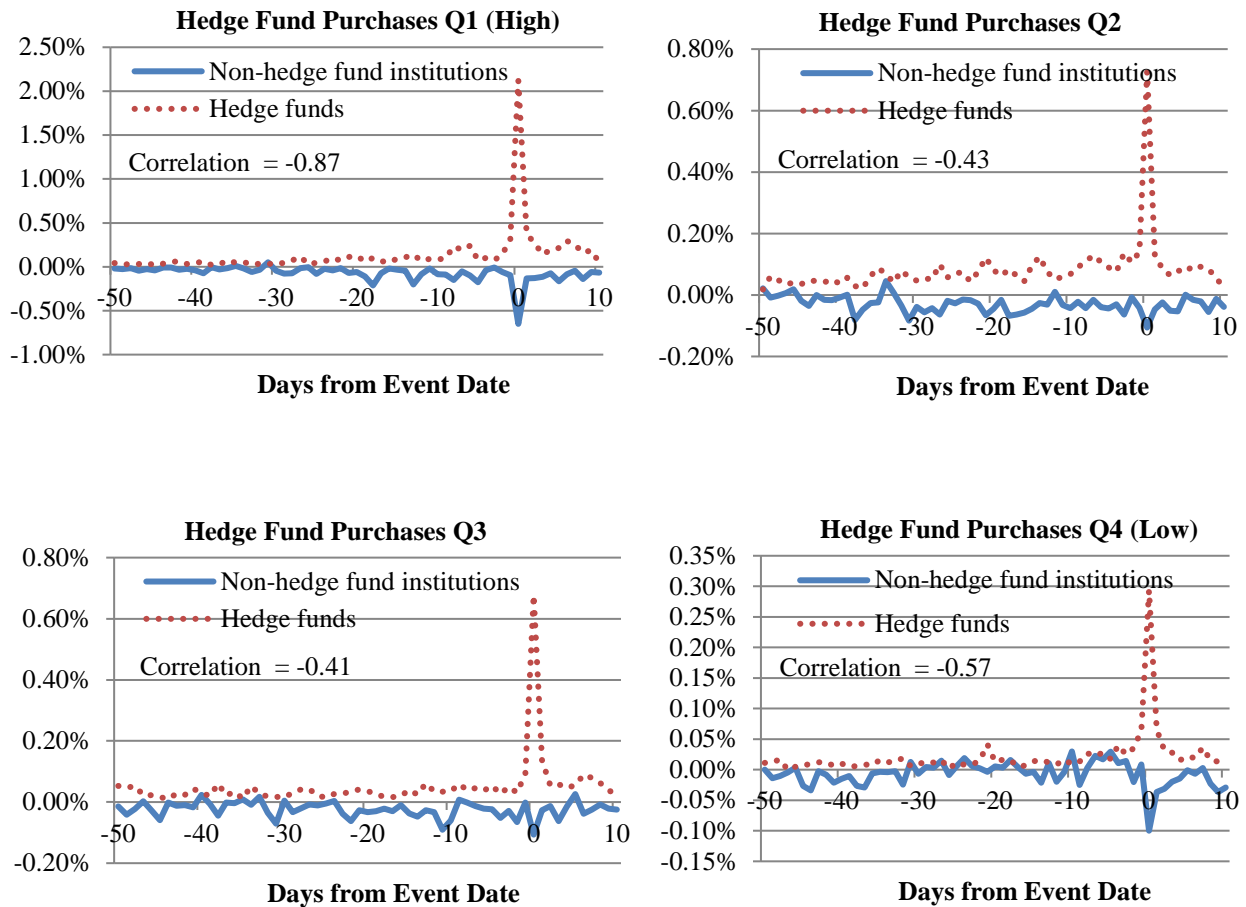 Hedge Fund Purchases Q1 (High)
2.50%
2.00%
1.50%
1.00%
0.50%
0.00%
-0.50%
-1.00%
Non-hedge fund institutions
Hedge funds
Correlation = -0.87
-50 -40 -30 -20 -10 0 10
Days from Event Date
Hedge Fund Purchases Q2
0.80%
0.60%
0.40%
0.20%
0.00%
-0.20%
Non-hedge fund institutions
Hedge funds
Correlation = -0.43
-50 -40 -30 -20 -10 0 10
Days from Event Date
Hedge Fund Purchases Q3
0.80%
0.60%
0.40%
0.20%
0.00%
-0.20%
Non-hedge fund institutions
Hedge funds
Correlation = -0.41
-50 -40 -30 -20 -10 0 10
Days from Event Date
Hedge Fund Purchases Q4 (Low)
0.35%
0.30%
0.25%
0.20%
0.15%
0.10%
0.05%
0.00%
-0.05%
-0.10%
-0.15%
Non-hedge fund institutions
Hedge funds
Correlation = -0.57
-50 -40 -30 -20 -10 0 10
Days from Event Date